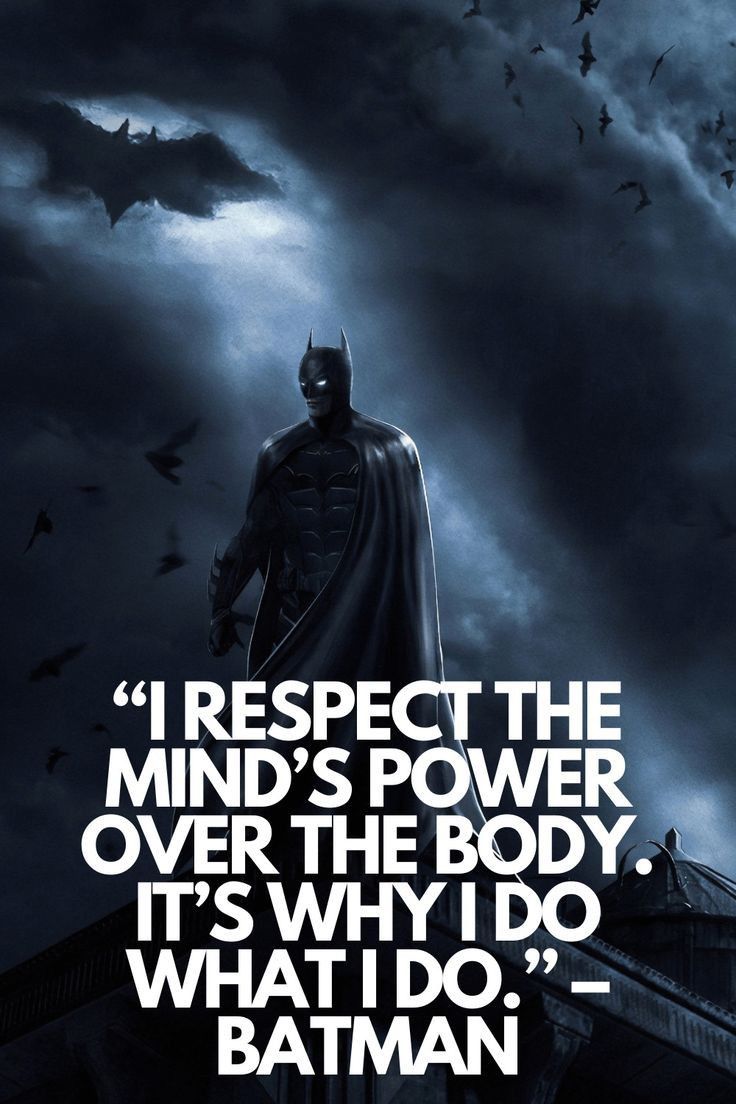 “I RESPECT THE
MIND’S POWER
OVER THE BODY.
IT’S WHY I DO
WHAT I DO.” –
BATMAN